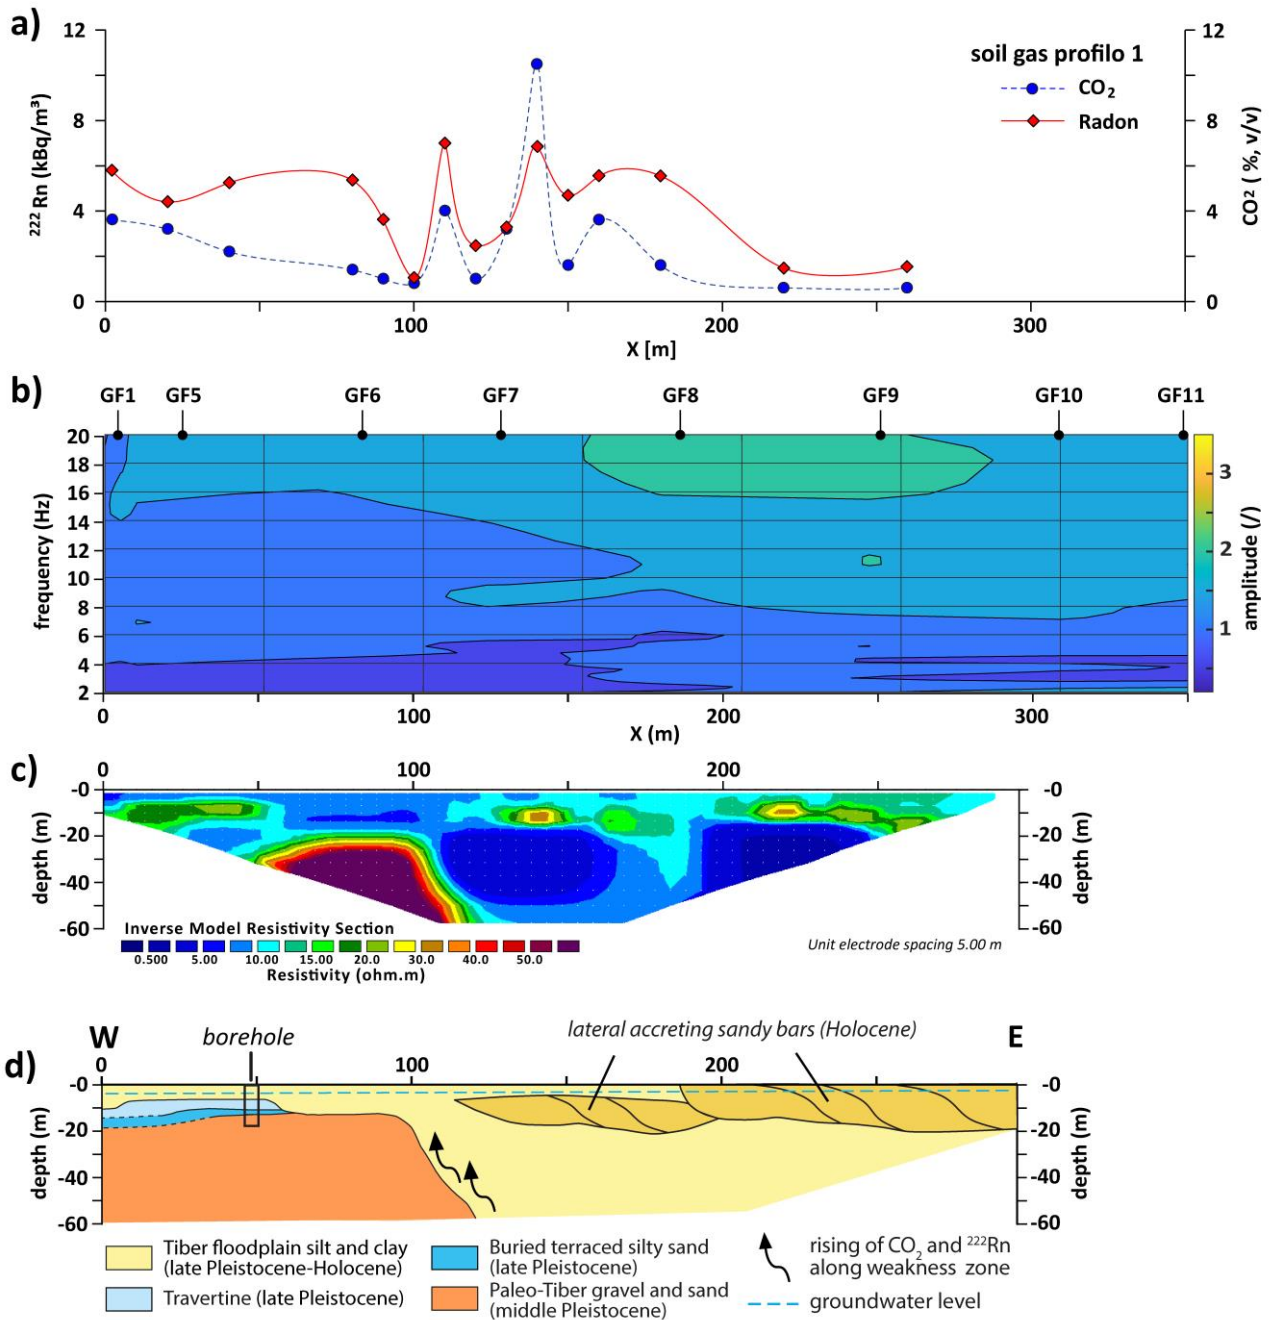 a)
12
8
4
0
²²²Rn (kBq/m³)
soil gas profilo 1
CO₂
Radon
12
8
4
0
CO² ( %, v/v)
0
100
200
300
X [m]
b)
GF1
GF5
GF6
GF7
GF8
GF9
GF10
GF11
20
18
16
14
12
10
8
6
4
2
frequency (Hz)
3
2
1
amplitude (/)
0
100
200
300
X (m)
c)
0
100
200
-0
-20
-40
-60
depth (m)
-0
-20
-40
-60
depth (m)
Inverse Model Resistivity Section
0.500 5.00 10.00 15.00 20.0 30.0 40.0 50.0
Resistivity (ohm.m)
Unit electrode spacing 5.00 m
d)
W
borehole
lateral accreting sandy bars (Holocene)
E
0
100
200
-0
-20
-40
-60
depth (m)
-0
-20
-40
-60
depth (m)
Tiber floodplain silt and clay
(late Pleistocene-Holocene)
Travertine (late Pleistocene)
Buried terraced silty sand
(late Pleistocene)
Paleo-Tiber gravel and sand
(middle Pleistocene)
rising of CO₂ and ²²²Rn
along weakness zone
groundwater level